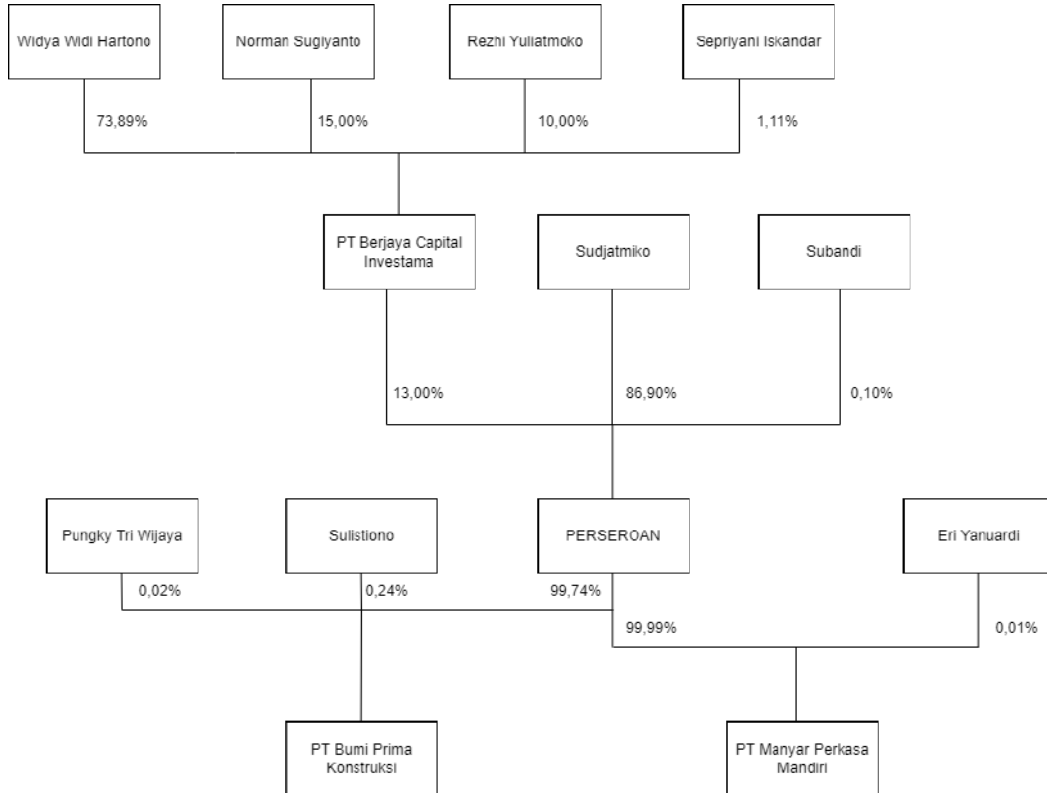 Widya Widi Hartono
Norman Sugiyanto
Rezhi Yuliatmoko
Sepriyani Iskandar
73,89%
15,00%
10,00%
1,11%
PT Berjaya Capital
Investama
Sudjatmiko
Subandi
13,00%
86,90%
0,10%
Pungky Tri Wijaya
Sulistiono
PERSEROAN
Eri Yanuardi
0,02%
0,24%
99,74%
99,99%
0,01%
PT Bumi Prima
Konstruksi
PT Manyar Perkasa
Mandiri